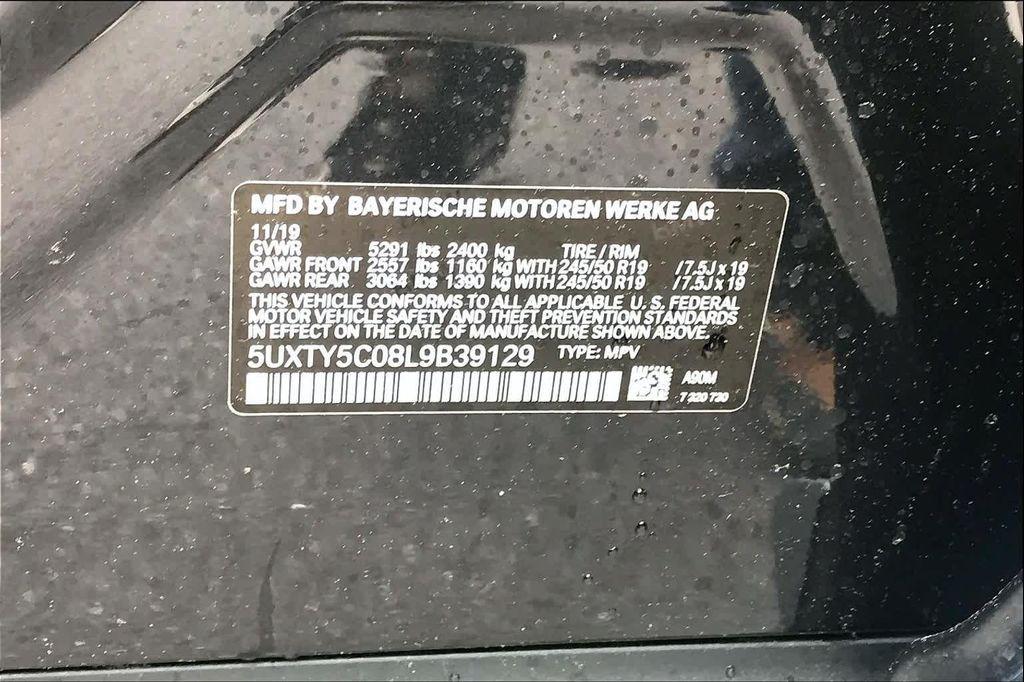 MFD BY BAYERISCHE MOTOREN WERKE AG
11/19
GVWR 5291 lbs 2400 kg TIRE / RIM
GAWR FRONT 2557 lbs 1160 kg WITH 245/50 R19 /7.5J x 19
GAWR REAR 3064 lbs 1390 kg WITH 245/50 R19 /7.5J x 19
THIS VEHICLE CONFORMS TO ALL APPLICABLE U. S. FEDERAL
MOTOR VEHICLE SAFETY AND THEFT PREVENTION STANDARDS
IN EFFECT ON THE DATE OF MANUFACTURE SHOWN ABOVE.
5UXTY5C08L9B39129 TYPE: MPV
A90M
7 320 730